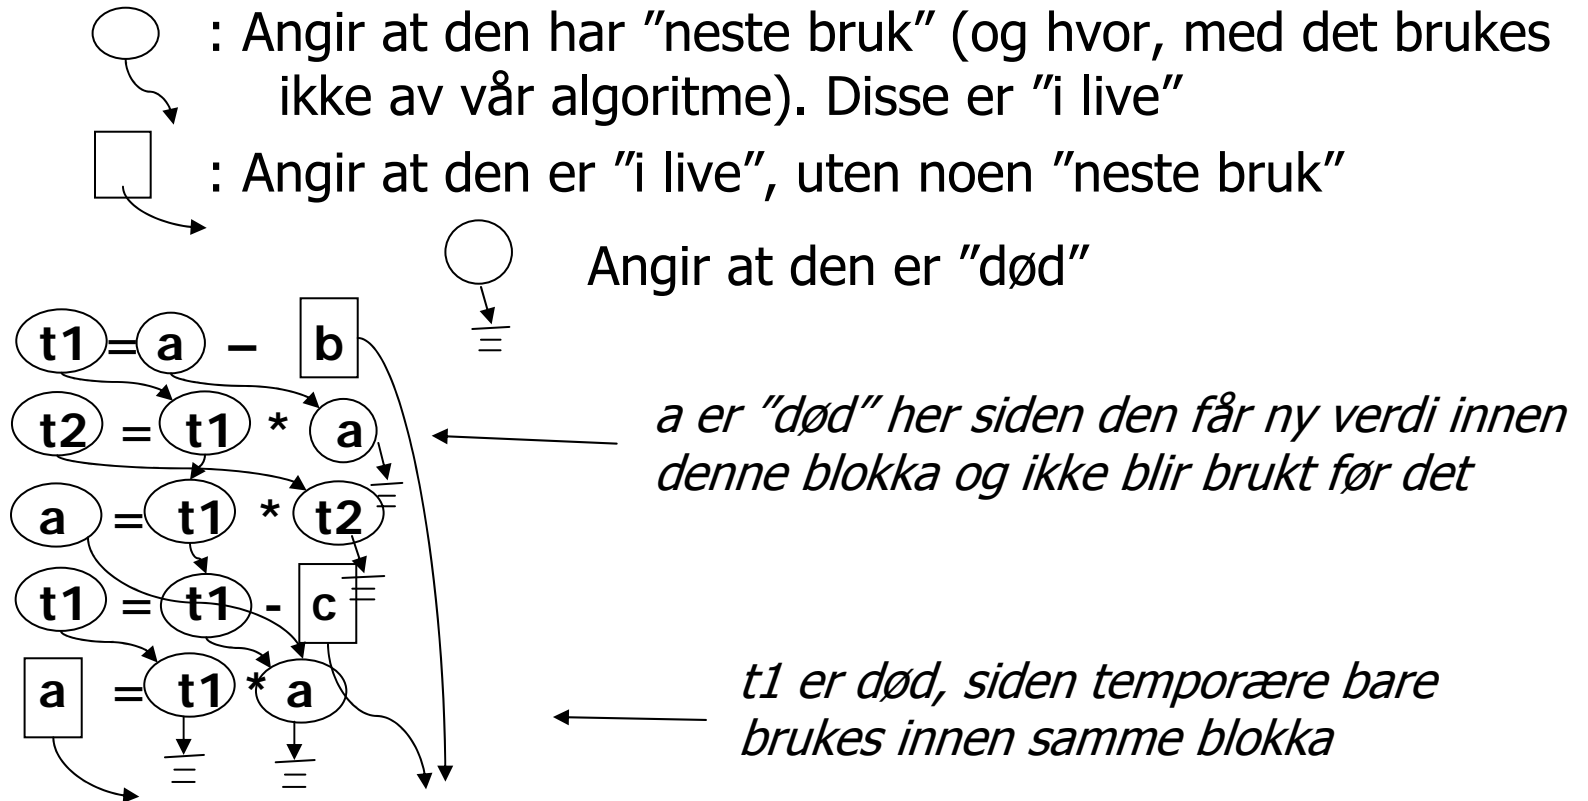 : Angir at den har ”neste bruk” (og hvor, med det brukes
ikke av vår algoritme). Disse er ”i live”
: Angir at den er ”i live”, uten noen ”neste bruk”
Angir at den er ”død”
t1 = a – b
t2 = t1 * a
a er ”død” her siden den får ny verdi innen
denne blokka og ikke blir brukt før det
a = t1 * t2
t1 = t1 - c
a = t1 * a
t1 er død, siden temporære bare
brukes innen samme blokka